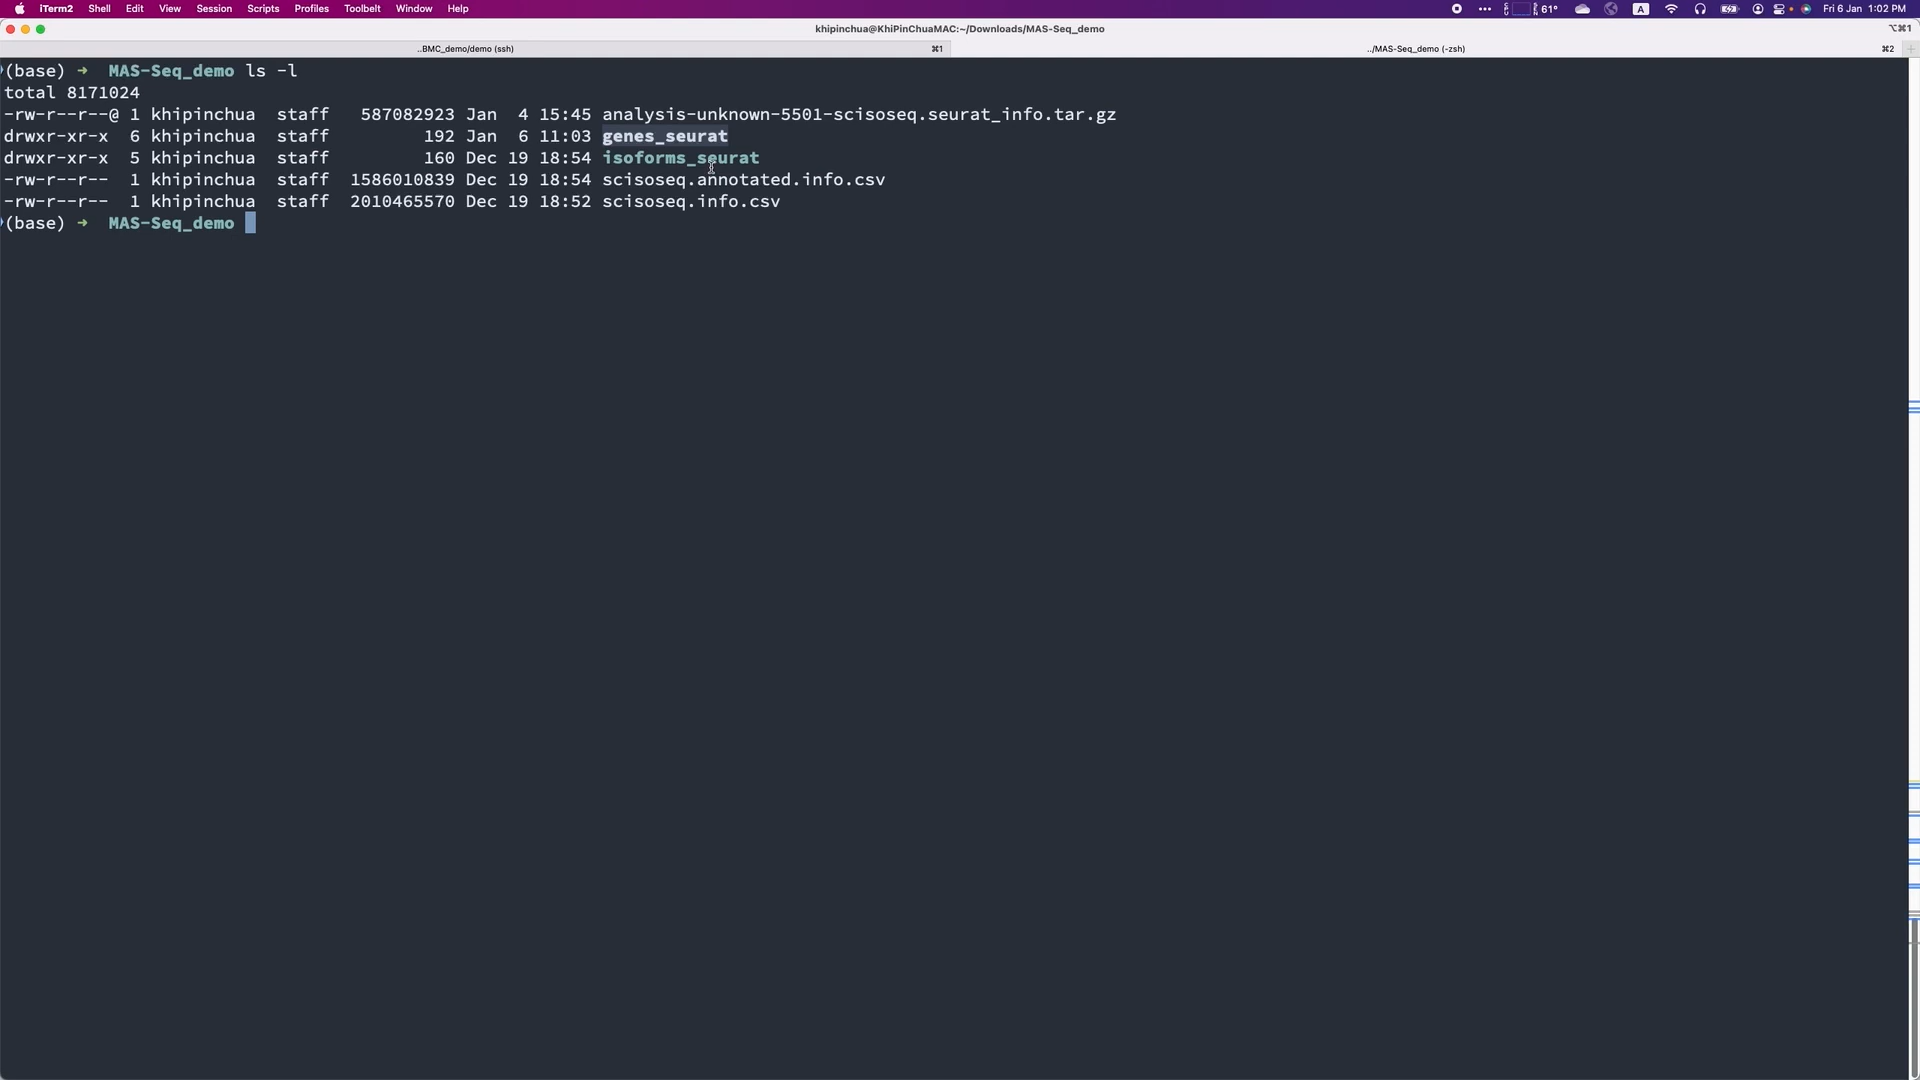 iTerm2 Shell Edit View Session Scripts Profiles Toolbelt Window Help 61° A Fri 6 Jan 1:02 PM
khipinchua@KhiPinChuaMAC:~/Downloads/MAS-Seq_demo ⌥⌘1
..BMC_demo/demo (ssh) ⌘1 ../MAS-Seq_demo (-zsh) ⌘2
(base) → MAS-Seq_demo ls -l
total 8171024
-rw-r--r--@ 1 khipinchua staff 587082923 Jan 4 15:45 analysis-unknown-5501-scisoseq.seurat_info.tar.gz
drwxr-xr-x 6 khipinchua staff 192 Jan 6 11:03 genes_seurat
drwxr-xr-x 5 khipinchua staff 160 Dec 19 18:54 isoforms_seurat
-rw-r--r-- 1 khipinchua staff 1586010839 Dec 19 18:54 scisoseq.annotated.info.csv
-rw-r--r-- 1 khipinchua staff 2010465570 Dec 19 18:52 scisoseq.info.csv
(base) → MAS-Seq_demo